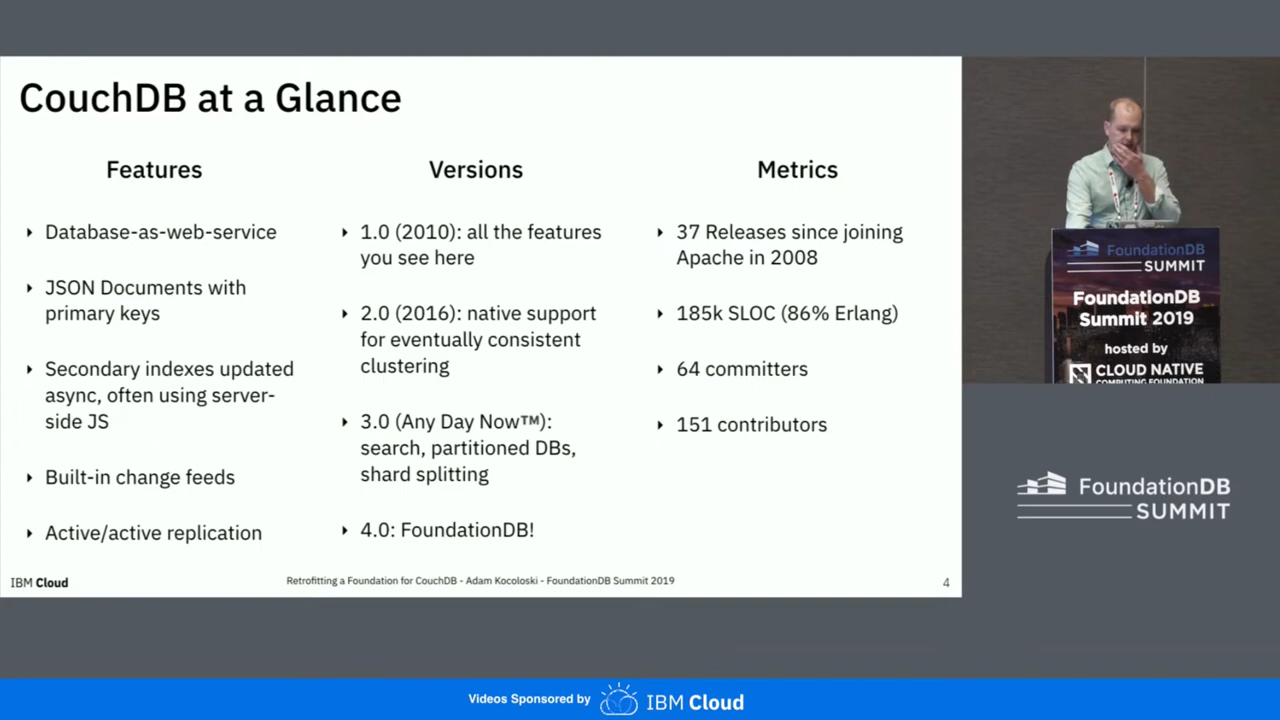 CouchDB at a Glance
Features
‣ Database-as-web-service
‣ JSON Documents with
primary keys
‣ Secondary indexes updated
async, often using server-
side JS
‣ Built-in change feeds
‣ Active/active replication
Versions
‣ 1.0 (2010): all the features
you see here
‣ 2.0 (2016): native support
for eventually consistent
clustering
‣ 3.0 (Any Day Now™):
search, partitioned DBs,
shard splitting
‣ 4.0: FoundationDB!
Metrics
‣ 37 Releases since joining
Apache in 2008
‣ 185k SLOC (86% Erlang)
‣ 64 committers
‣ 151 contributors
IBM Cloud
Retrofitting a Foundation for CouchDB - Adam Kocoloski - FoundationDB Summit 2019
4
FoundationDB
SUMMIT
FoundationDB
Summit 2019
hosted by
CLOUD NATIVE
COMPUTING FOUNDATION
FoundationDB
SUMMIT
Videos Sponsored by
IBM Cloud